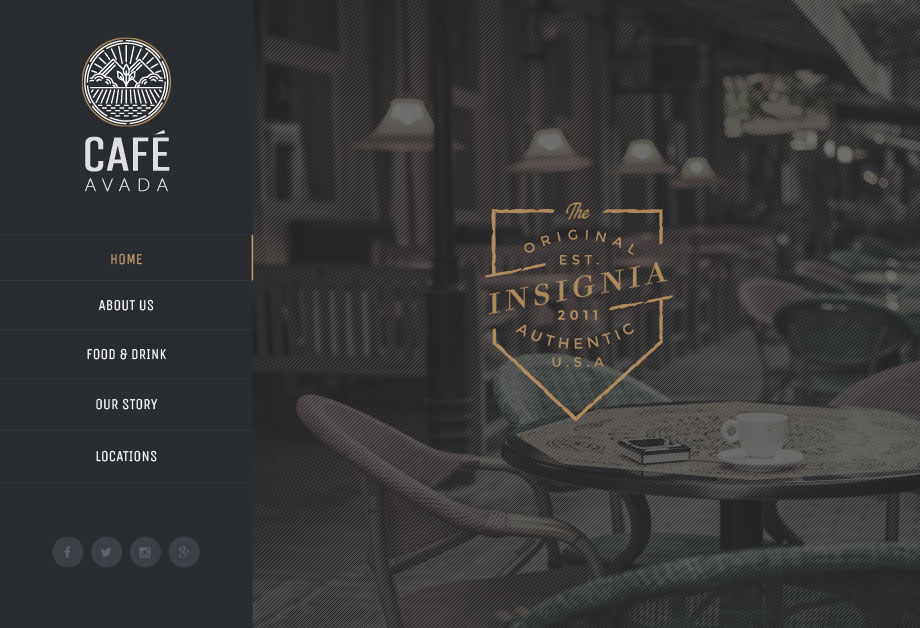 CAFÉ
AVADA
HOME
ABOUT US
FOOD & DRINK
OUR STORY
LOCATIONS
The
ORIGINAL
EST.
INSIGNIA
2011
AUTHENTIC
U.S.A